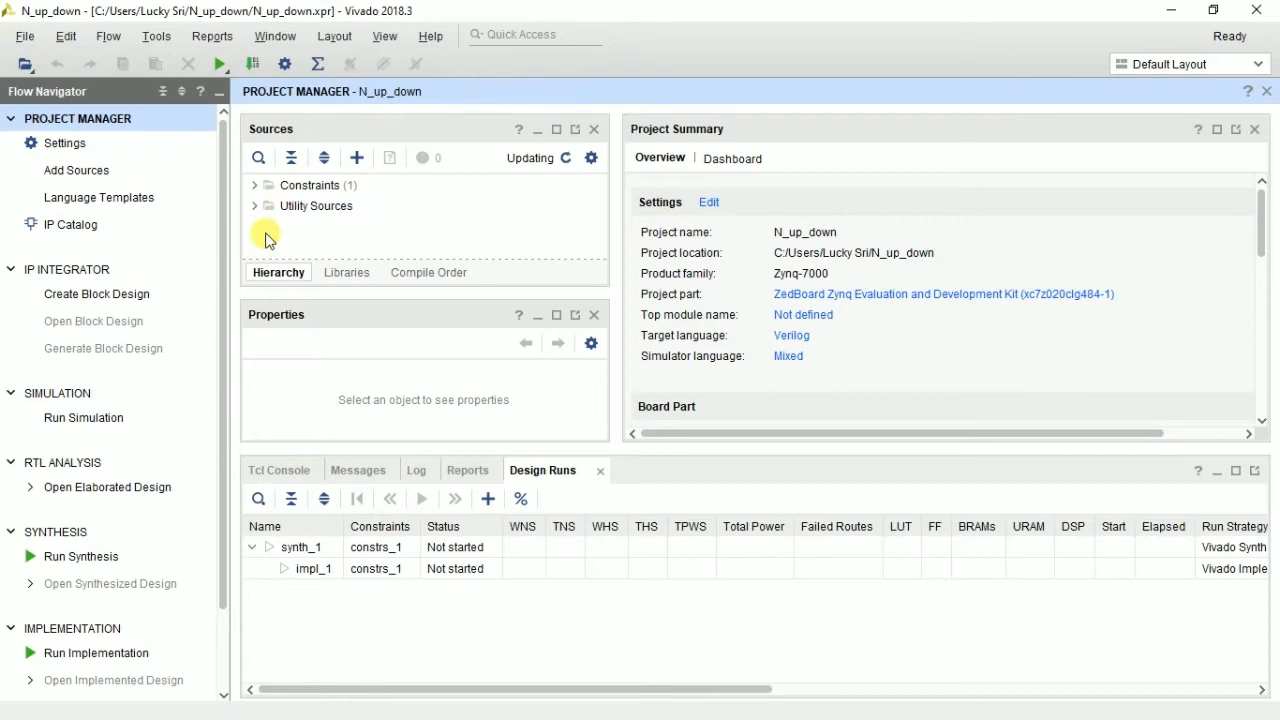 N_up_down - [C:/Users/Lucky Sri/N_up_down/N_up_down.xpr] - Vivado 2018.3
File Edit Flow Tools Reports Window Layout View Help Quick Access Ready
Default Layout
Flow Navigator
PROJECT MANAGER
Settings
Add Sources
Language Templates
IP Catalog
IP INTEGRATOR
Create Block Design
Open Block Design
Generate Block Design
SIMULATION
Run Simulation
RTL ANALYSIS
Open Elaborated Design
SYNTHESIS
Run Synthesis
Open Synthesized Design
IMPLEMENTATION
Run Implementation
Open Implemented Design
PROJECT MANAGER - N_up_down
Sources
0 Updating
Constraints (1)
Utility Sources
Hierarchy Libraries Compile Order
Properties
Select an object to see properties
Project Summary
Overview | Dashboard
Settings Edit
Project name: N_up_down
Project location: C:/Users/Lucky Sri/N_up_down
Product family: Zynq-7000
Project part: ZedBoard Zynq Evaluation and Development Kit (xc7z020clg484-1)
Top module name: Not defined
Target language: Verilog
Simulator language: Mixed
Board Part
Tcl Console Messages Log Reports Design Runs
Name Constraints Status WNS TNS WHS THS TPWS Total Power Failed Routes LUT FF BRAMs URAM DSP Start Elapsed Run Strategy
synth_1 constrs_1 Not started Vivado Synth
impl_1 constrs_1 Not started Vivado Imple